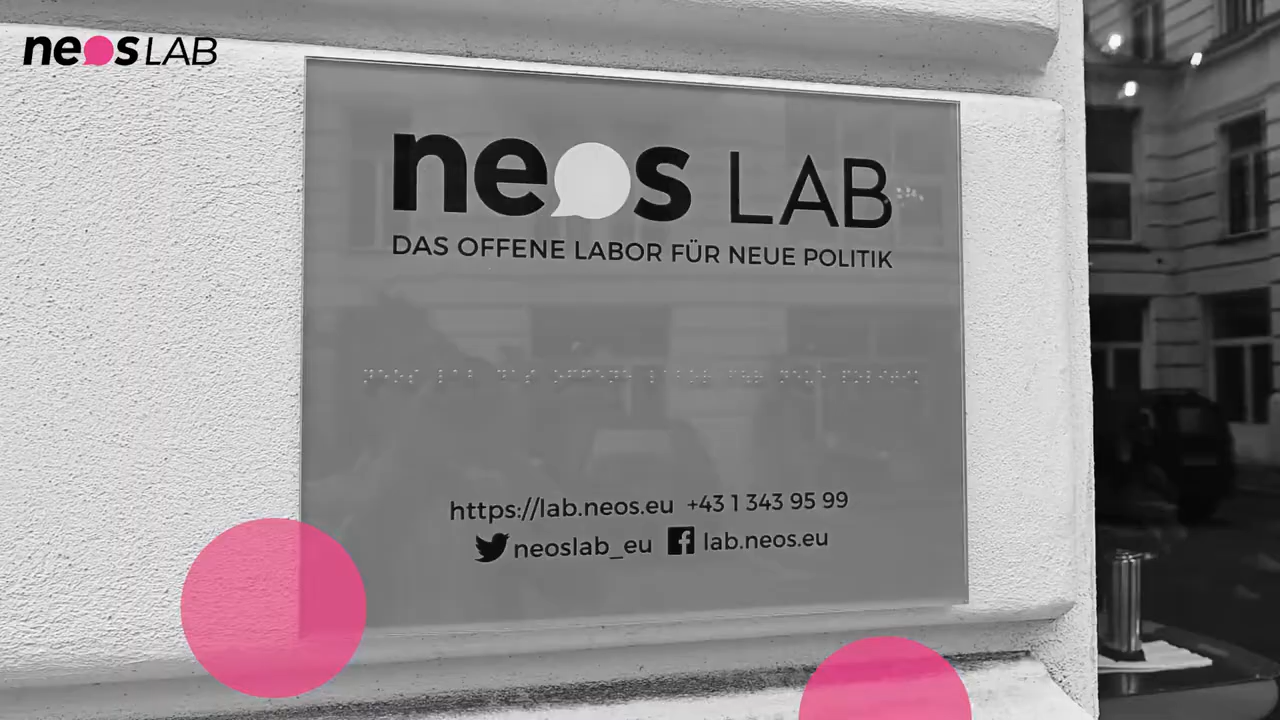 neos LAB
neos LAB
DAS OFFENE LABOR FÜR NEUE POLITIK
https://lab.neos.eu +43 1 343 95 99
neoslab_eu lab.neos.eu